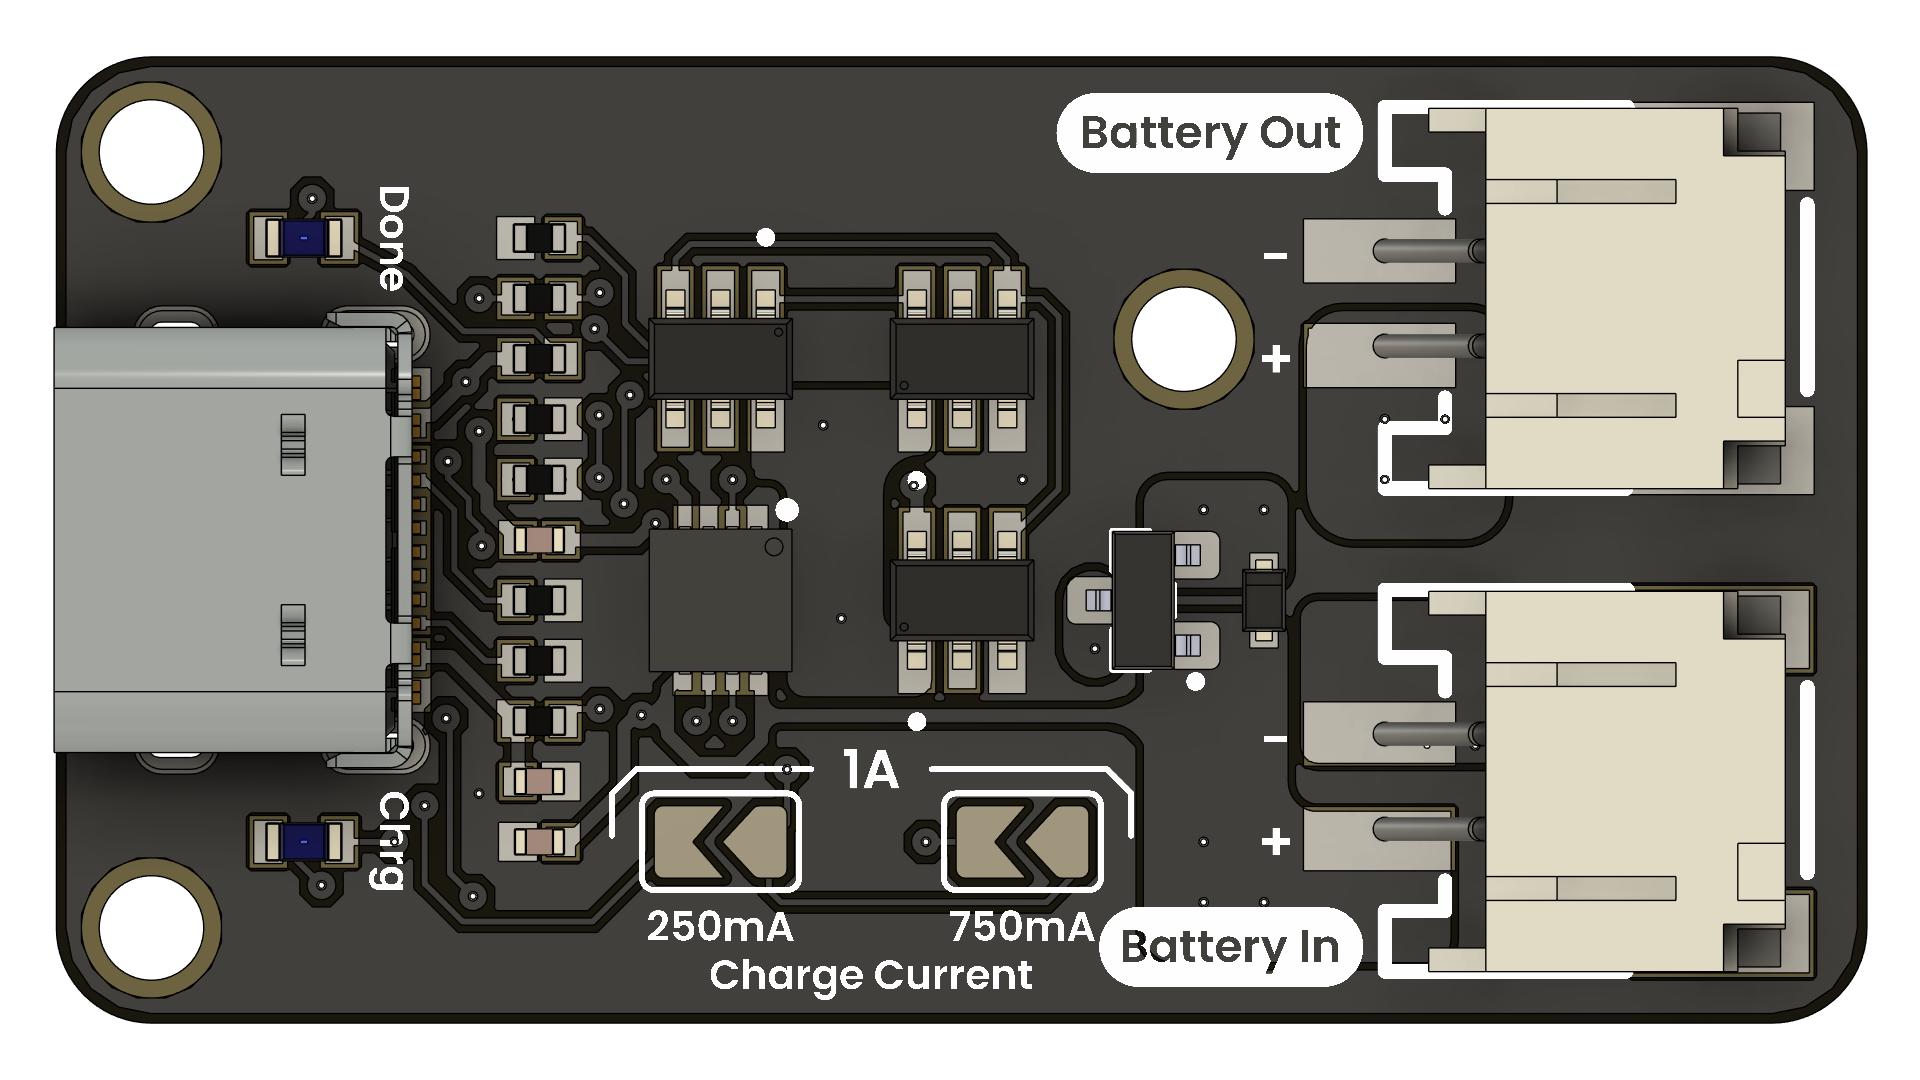 Battery Out
Done
-
+
1A
-
Chrg
+
250mA
750mA
Battery In
Charge Current